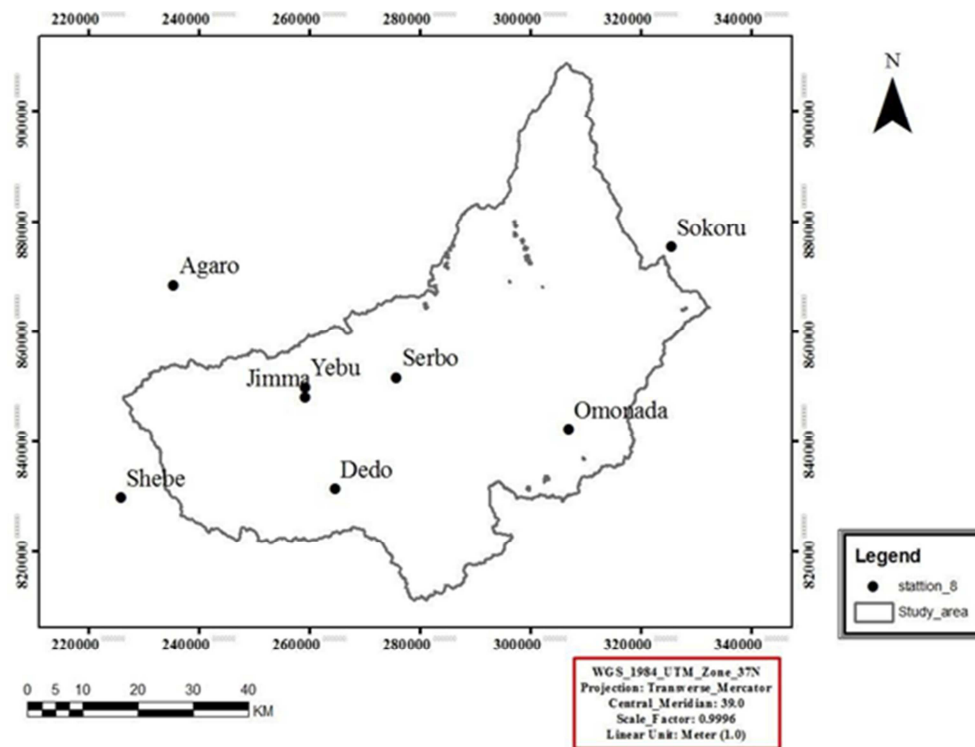 220000 240000 260000 280000 300000 320000 340000
N
900000 900000
880000 880000
Sokoru
Agaro
860000 860000
Yebu Serbo
Jimma
Omonada
840000 840000
Dedo
Shebe
820000 820000
Legend
stattion_8
Study_area
220000 240000 260000 280000 300000 320000 340000
0 5 10 20 30 40
KM
WGS_1984_UTM_Zone_37N
Projection: Transverse_Mercator
Central_Meridian: 39.0
Scale_Factor: 0.9996
Linear Unit: Meter (1.0)